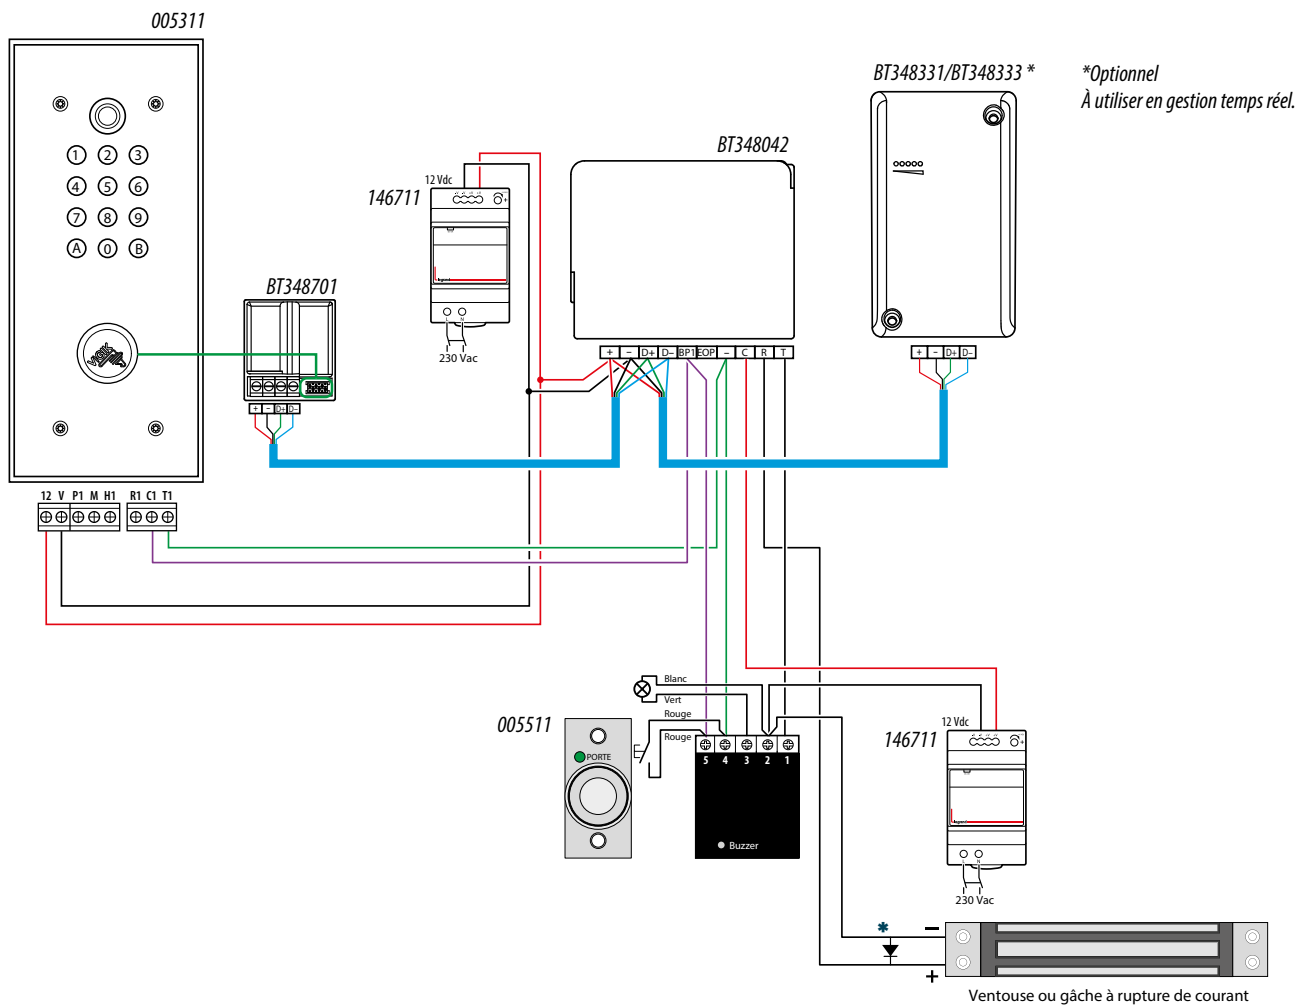 005311
BT348331/BT348333 *
*Optionnel
À utiliser en gestion temps réel.
BT348042
12 Vdc
146711
1 2 3
4 5 6
7 8 9
A 0 B
BT348701
legrand
L N
230 Vac
VIGIK
+ – D+ D–
+ – D+ D– BP1 EOP – C R T
+ – D+ D–
12 V P1 M H1 R1 C1 T1
Blanc
Vert
Rouge
Rouge
005511
PORTE
5 4 3 2 1
Buzzer
12 Vdc
146711
legrand
L N
230 Vac
* –
+
Ventouse ou gâche à rupture de courant